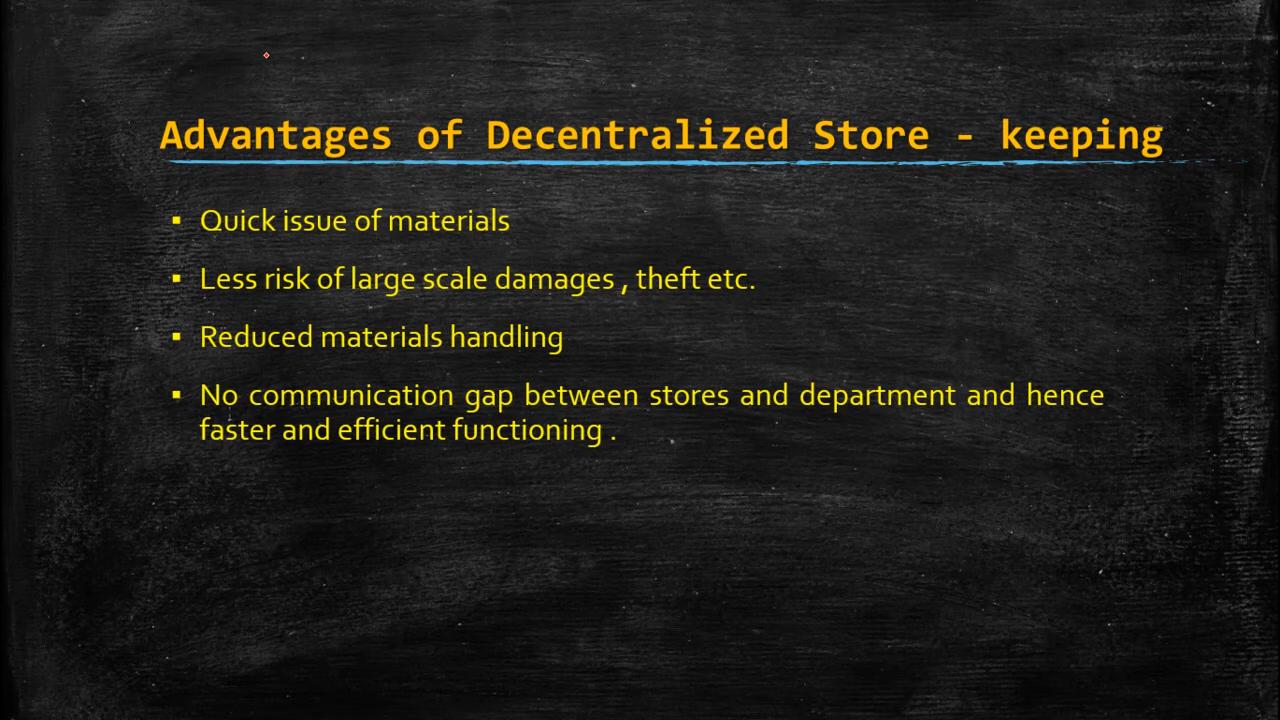 Advantages of Decentralized Store - keeping
▪ Quick issue of materials
▪ Less risk of large scale damages , theft etc.
▪ Reduced materials handling
▪ No communication gap between stores and department and hence
faster and efficient functioning .